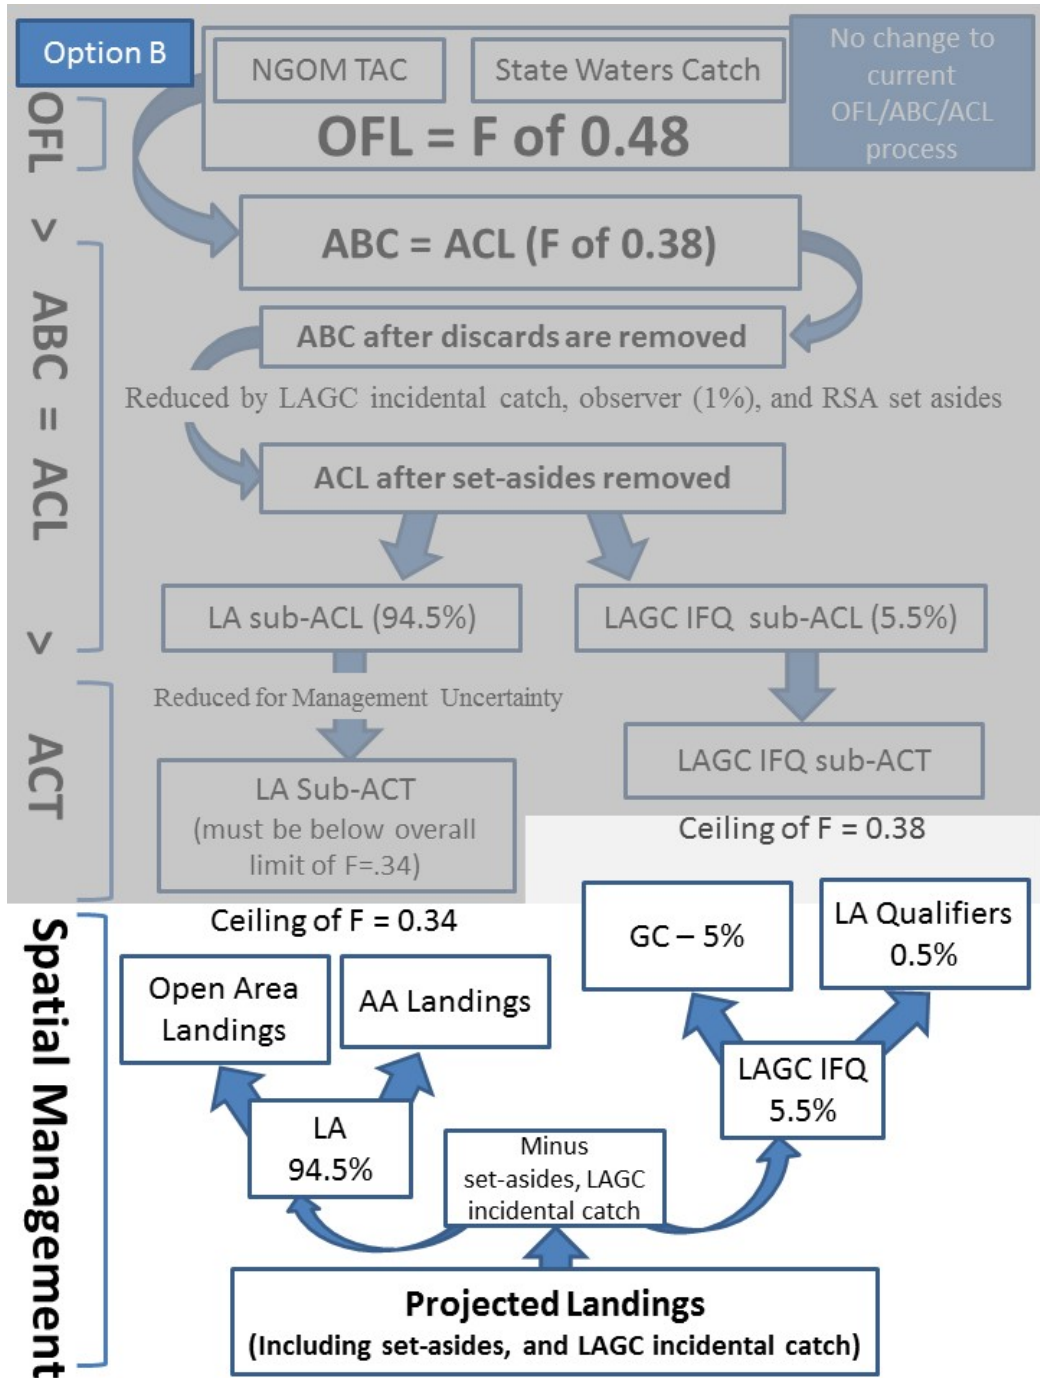 Option B
NGOM TAC
State Waters Catch
OFL = F of 0.48
No change to
current
OFL/ABC/ACL
process
OFL
>
ABC = ACL
>
ACT
ABC = ACL (F of 0.38)
ABC after discards are removed
Reduced by LAGC incidental catch, observer (1%), and RSA set asides
ACL after set-asides removed
LA sub-ACL (94.5%)
LAGC IFQ sub-ACL (5.5%)
Reduced for Management Uncertainty
LA Sub-ACT
(must be below overall
limit of F=.34)
LAGC IFQ sub-ACT
Ceiling of F = 0.38
Ceiling of F = 0.34
Spatial Management
Open Area
Landings
AA Landings
GC – 5%
LA Qualifiers
0.5%
LA
94.5%
LAGC IFQ
5.5%
Minus
set-asides, LAGC
incidental catch
Projected Landings
(Including set-asides, and LAGC incidental catch)